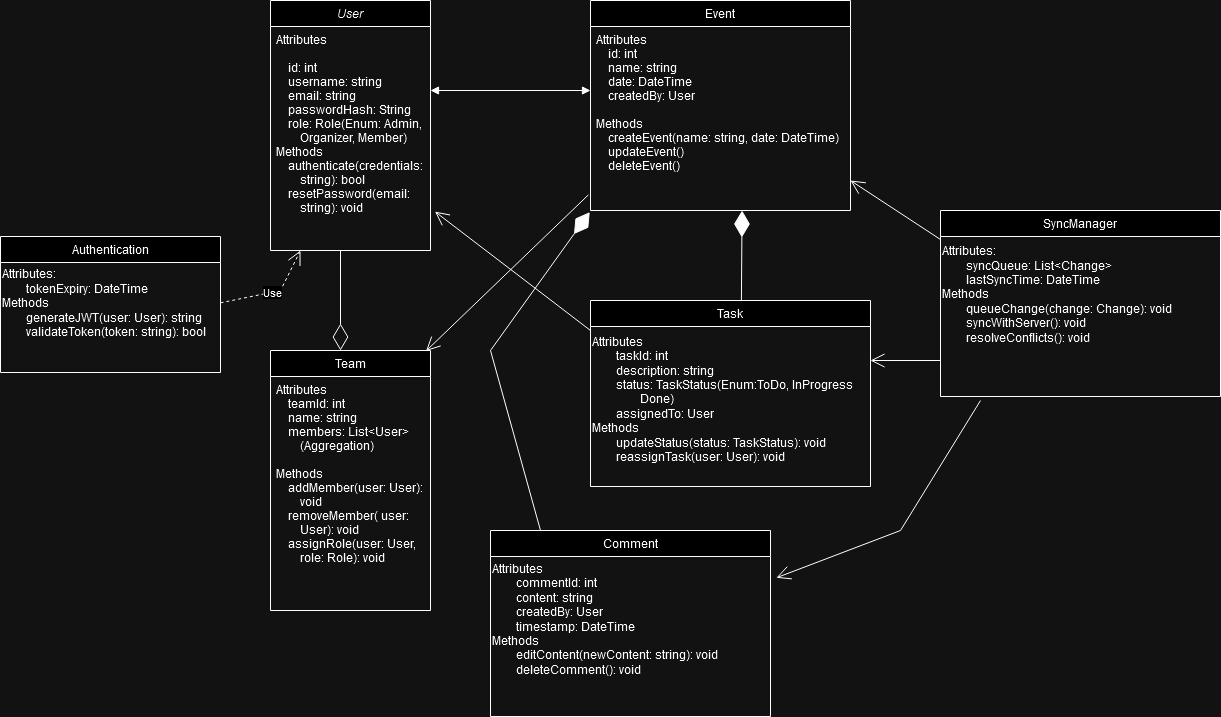 User
Attributes
id: int
username: string
email: string
passwordHash: String
role: Role(Enum: Admin,
Organizer, Member)
Methods
authenticate(credentials:
string): bool
resetPassword(email:
string): void
Event
Attributes
id: int
name: string
date: DateTime
createdBy: User
Methods
createEvent(name: string, date: DateTime)
updateEvent()
deleteEvent()
Authentication
Attributes:
tokenExpiry: DateTime
Methods
generateJWT(user: User): string
validateToken(token: string): bool
Use
SyncManager
Attributes:
syncQueue: List<Change>
lastSyncTime: DateTime
Methods
queueChange(change: Change): void
syncWithServer(): void
resolveConflicts(): void
Team
Attributes
teamId: int
name: string
members: List<User>
(Aggregation)
Methods
addMember(user: User):
void
removeMember( user:
User): void
assignRole(user: User,
role: Role): void
Task
Attributes
taskId: int
description: string
status: TaskStatus(Enum:ToDo, InProgress
Done)
assignedTo: User
Methods
updateStatus(status: TaskStatus): void
reassignTask(user: User): void
Comment
Attributes
commentId: int
content: string
createdBy: User
timestamp: DateTime
Methods
editContent(newContent: string): void
deleteComment(): void